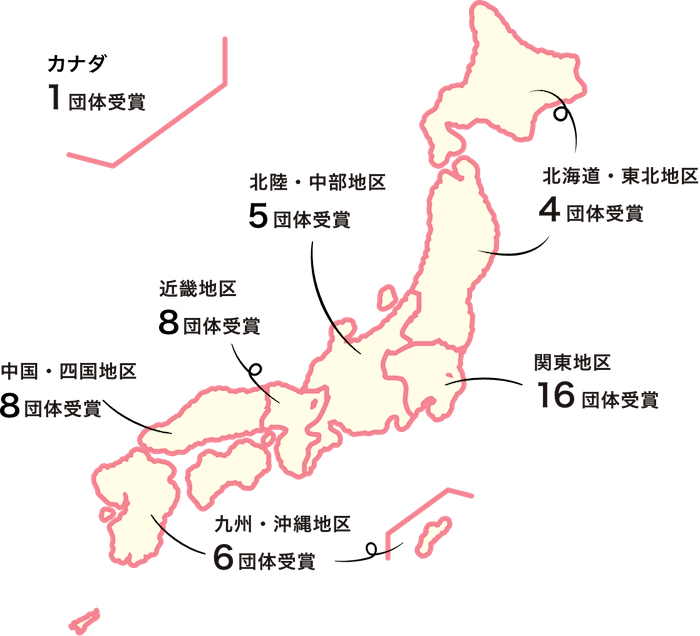 カナダ
1団体受賞
北海道・東北地区
4団体受賞
北陸・中部地区
5団体受賞
近畿地区
8団体受賞
関東地区
16団体受賞
中国・四国地区
8団体受賞
九州・沖縄地区
6団体受賞